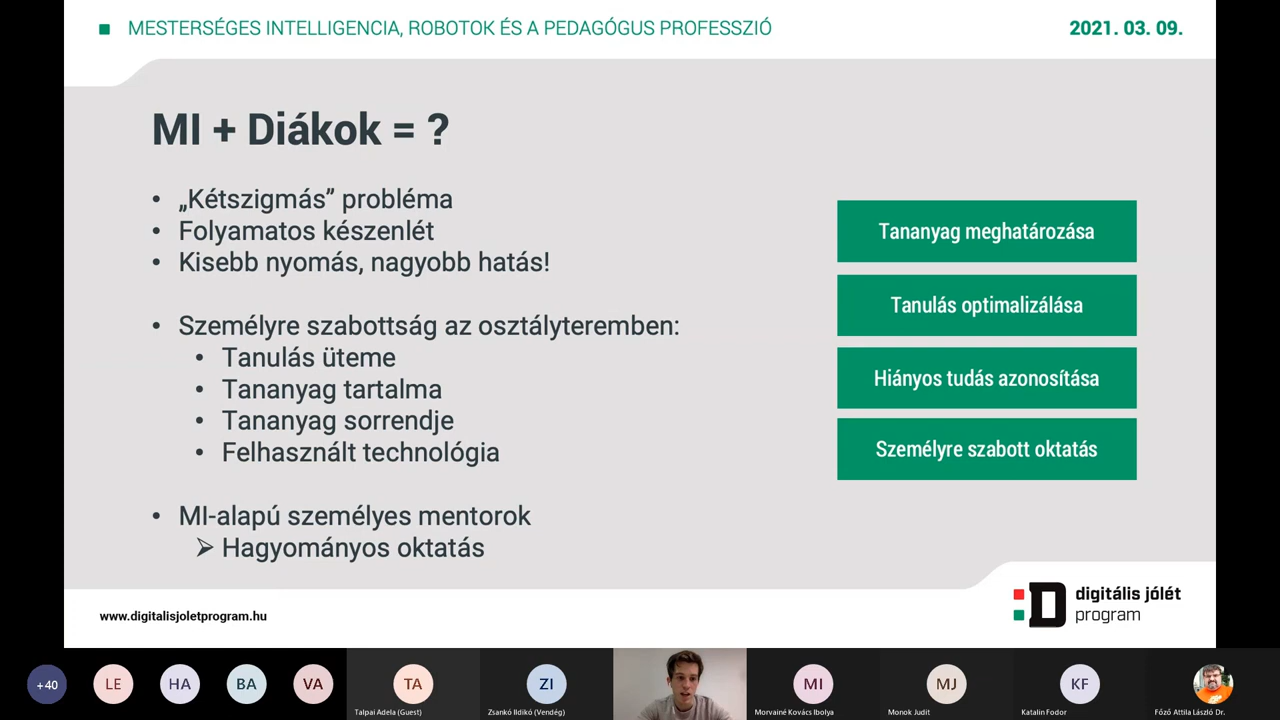 MESTERSÉGES INTELLIGENCIA, ROBOTOK ÉS A PEDAGÓGUS PROFESSZIÓ
2021. 03. 09.
MI + Diákok = ?
• „Kétszigmás” probléma
• Folyamatos készenlét
• Kisebb nyomás, nagyobb hatás!
• Személyre szabottság az osztályteremben:
• Tanulás üteme
• Tananyag tartalma
• Tananyag sorrendje
• Felhasznált technológia
• MI-alapú személyes mentorok
➢ Hagyományos oktatás
Tananyag meghatározása
Tanulás optimalizálása
Hiányos tudás azonosítása
Személyre szabott oktatás
www.digitalisjoletprogram.hu
:D digitális jólét
program
+40
LE
HA
BA
VA
TA
Talpai Adela (Guest)
ZI
Zsankó Ildikó (Vendég)
MI
Morvainé Kovács Ibolya
MJ
Monok Judit
KF
Katalin Fodor
Főző Attila László Dr.